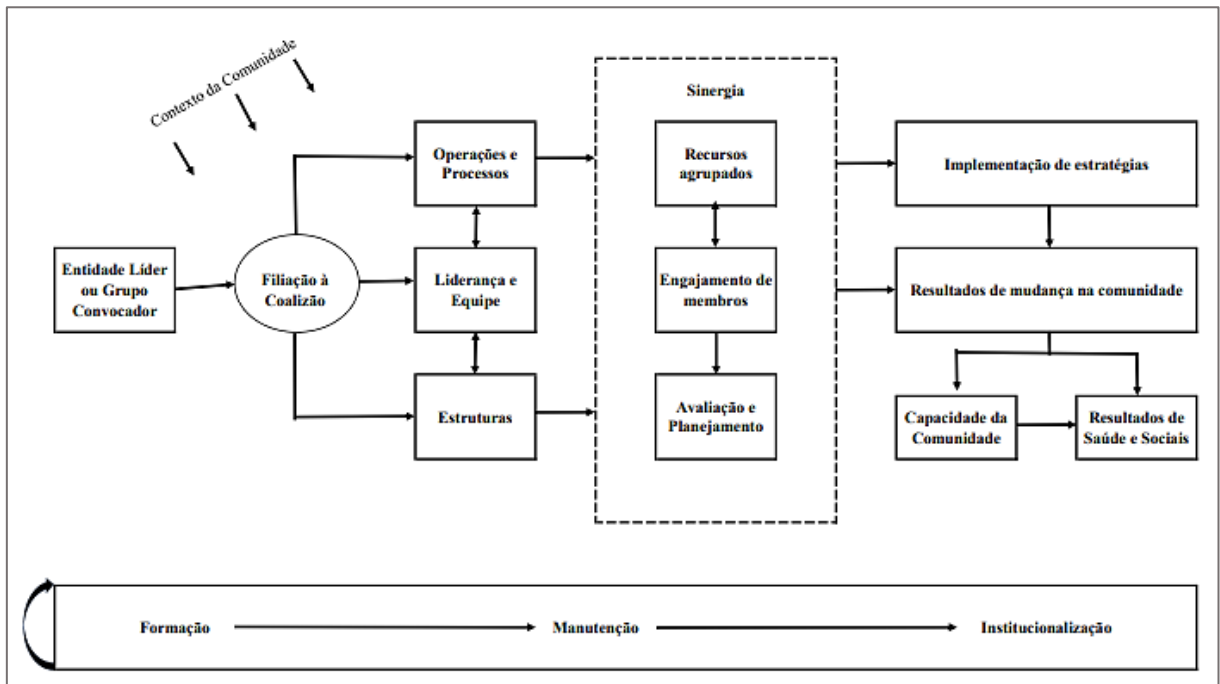 Contexto da Comunidade
Sinergia
Operações e
Processos
Recursos
agrupados
Implementação de estratégias
Entidade Líder
ou Grupo
Convocador
Filiação à
Coalizão
Liderança e
Equipe
Engajamento de
membros
Resultados de mudança na comunidade
Estruturas
Avaliação e
Planejamento
Capacidade da
Comunidade
Resultados de
Saúde e Sociais
Formação
Manutenção
Institucionalização